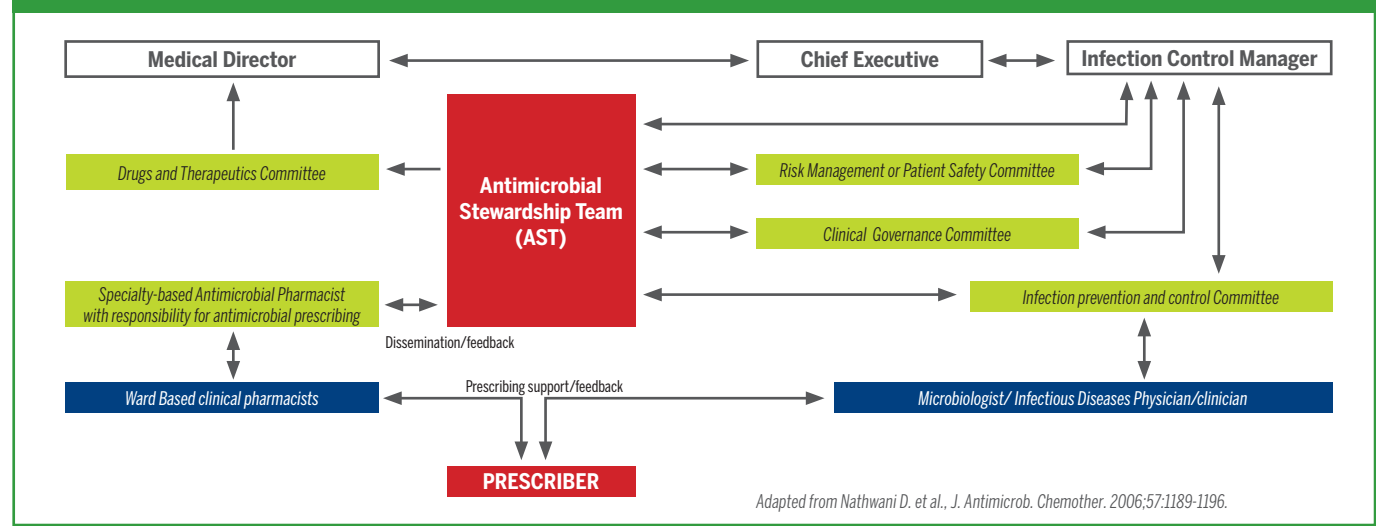 Medical Director
Chief Executive
Infection Control Manager
Drugs and Therapeutics Committee
Antimicrobial
Stewardship Team
(AST)
Risk Management or Patient Safety Committee
Clinical Governance Committee
Specialty-based Antimicrobial Pharmacist
with responsibility for antimicrobial prescribing
Infection prevention and control Committee
Dissemination/feedback
Ward Based clinical pharmacists
Prescribing support/feedback
Microbiologist/ Infectious Diseases Physician/clinician
PRESCRIBER
Adapted from Nathwani D. et al., J. Antimicrob. Chemother. 2006;57:1189-1196.